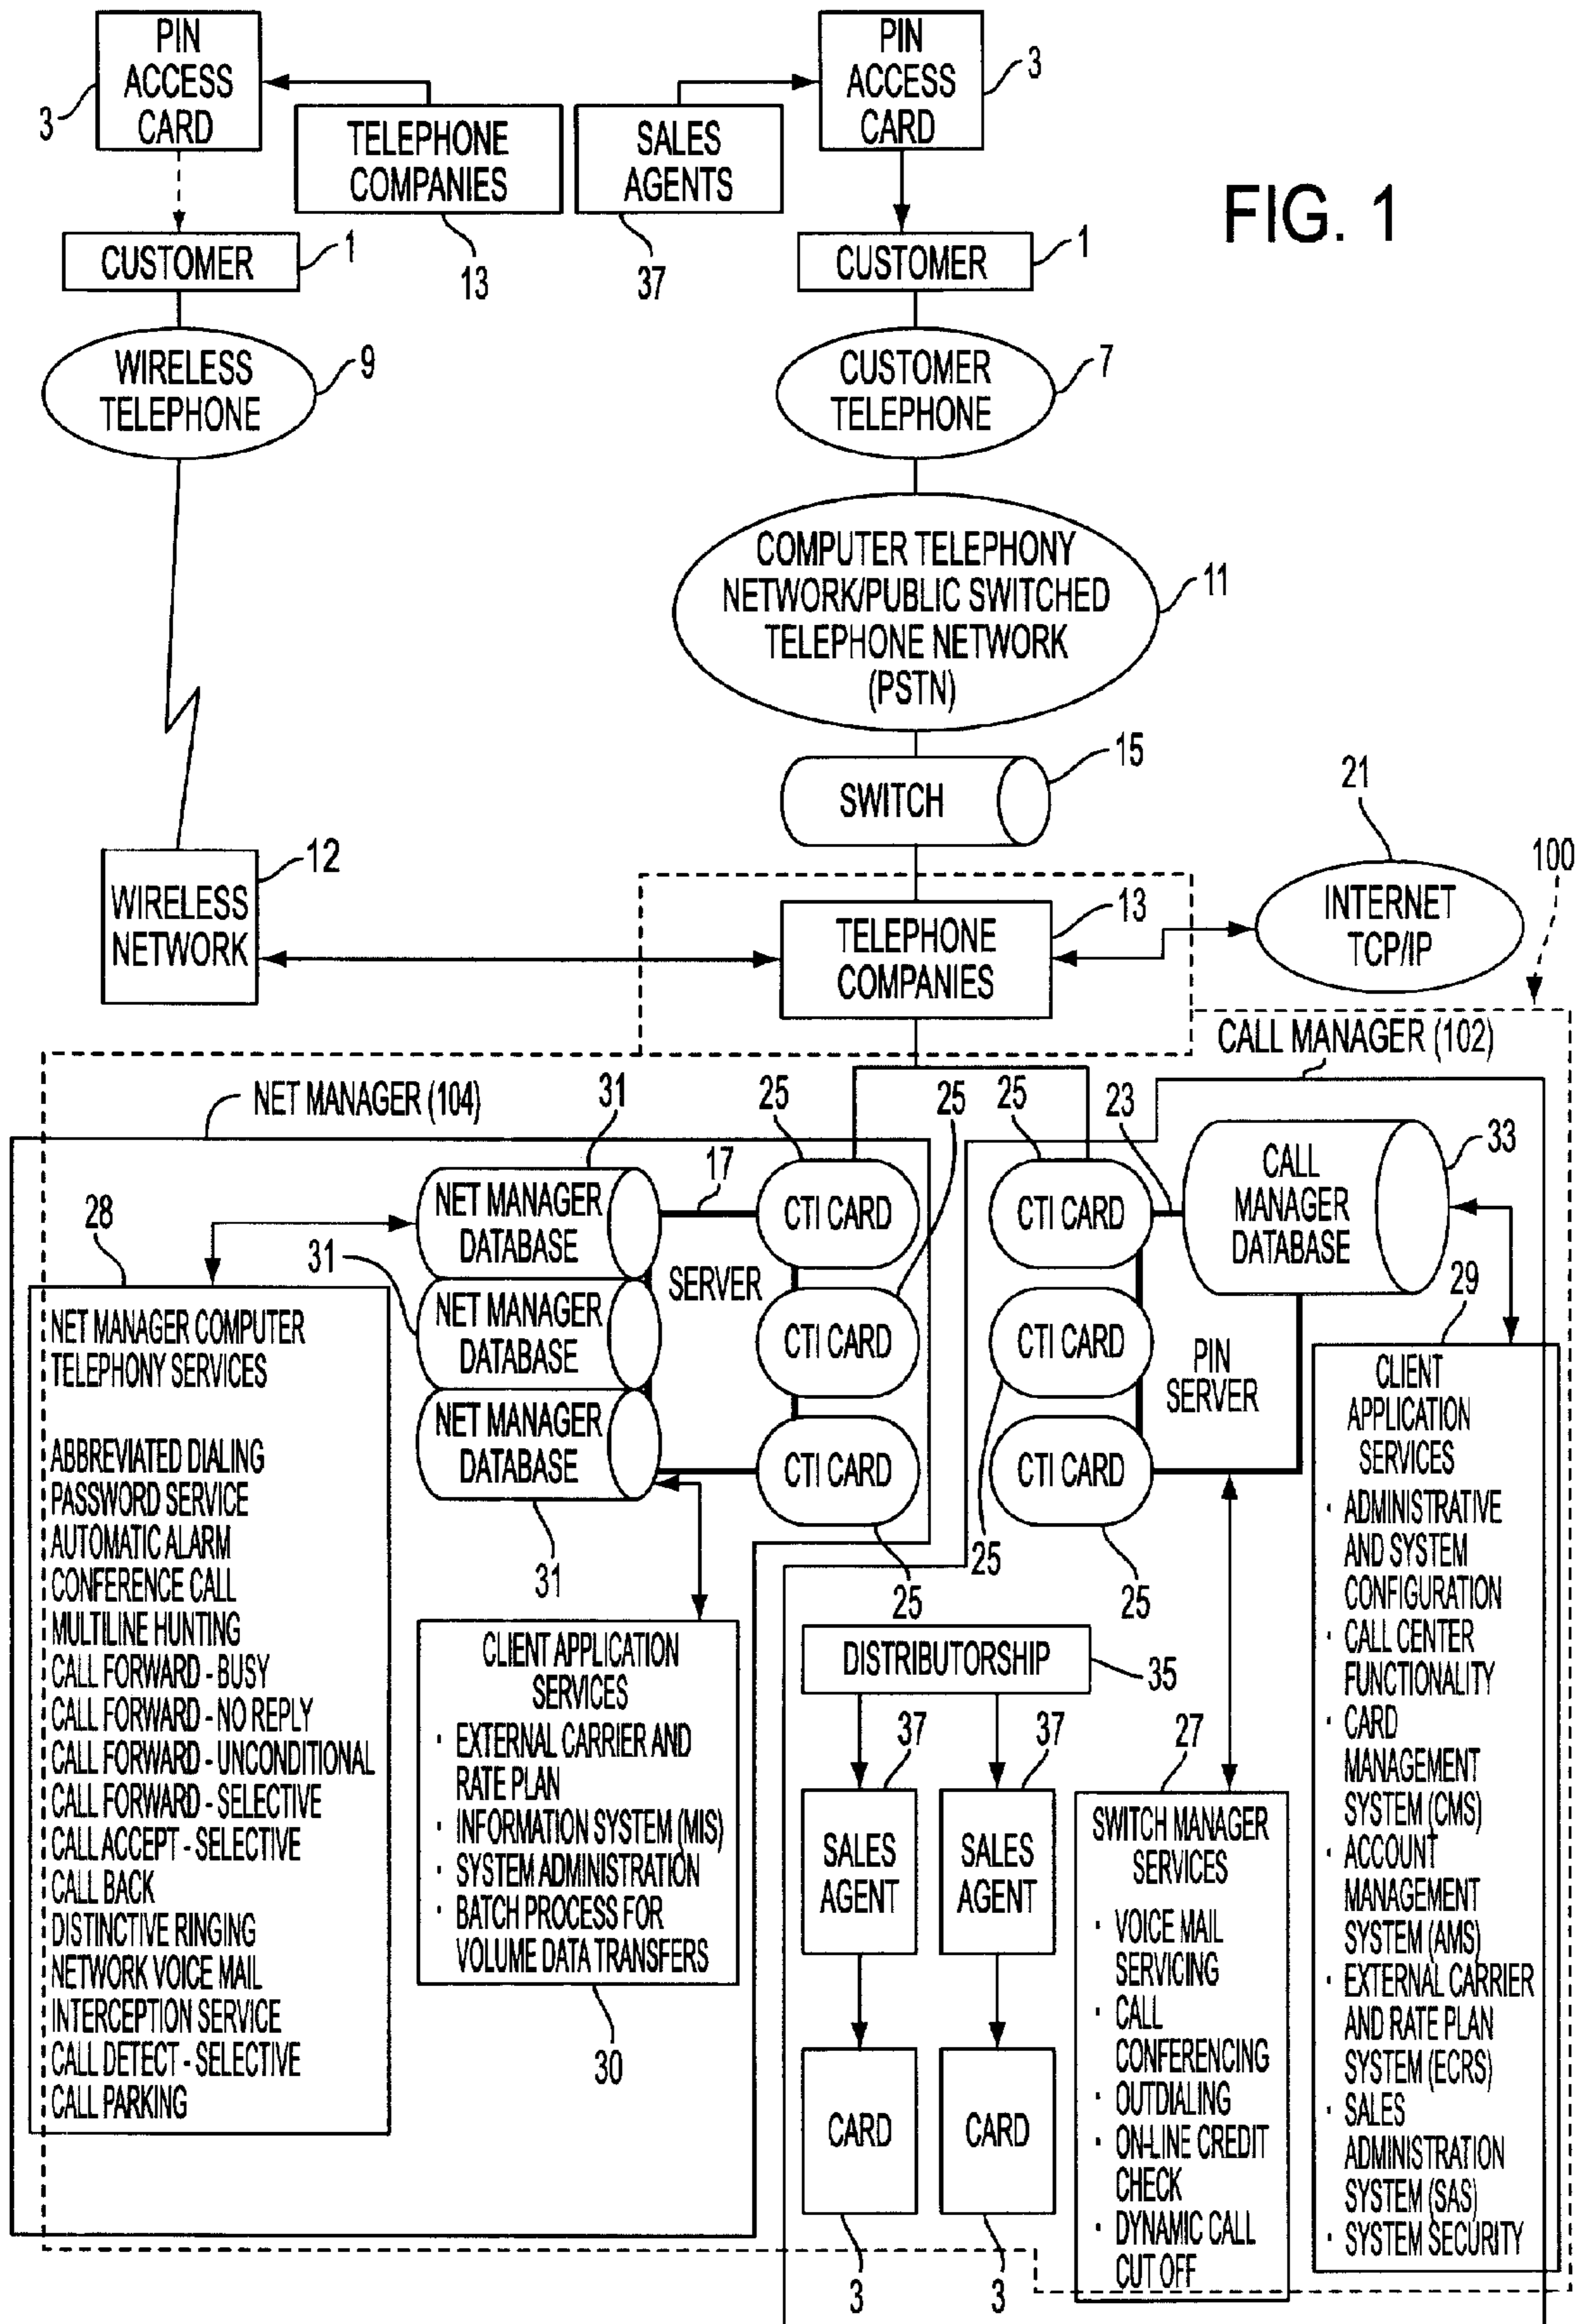 PIN
ACCESS
CARD
3
TELEPHONE
COMPANIES
13
SALES
AGENTS
37
PIN
ACCESS
CARD
3
FIG. 1
CUSTOMER
1
CUSTOMER
1
WIRELESS
TELEPHONE
9
CUSTOMER
TELEPHONE
7
COMPUTER TELEPHONY
NETWORK/PUBLIC SWITCHED
TELEPHONE NETWORK
(PSTN)
11
SWITCH
15
WIRELESS
NETWORK
12
TELEPHONE
COMPANIES
13
INTERNET
TCP/IP
21
100
CALL MANAGER (102)
NET MANAGER (104)
31
17
25
25
25
23
33
NET MANAGER
DATABASE
NET MANAGER
DATABASE
NET MANAGER
DATABASE
31
31
SERVER
CTI CARD
CTI CARD
CTI CARD
25
CTI CARD
CTI CARD
CTI CARD
25
25
PIN
SERVER
CALL
MANAGER
DATABASE
28
NET MANAGER COMPUTER
TELEPHONY SERVICES
ABBREVIATED DIALING
PASSWORD SERVICE
AUTOMATIC ALARM
CONFERENCE CALL
MULTILINE HUNTING
CALL FORWARD - BUSY
CALL FORWARD - NO REPLY
CALL FORWARD - UNCONDITIONAL
CALL FORWARD - SELECTIVE
CALL ACCEPT - SELECTIVE
CALL BACK
DISTINCTIVE RINGING
NETWORK VOICE MAIL
INTERCEPTION SERVICE
CALL DETECT - SELECTIVE
CALL PARKING
CLIENT APPLICATION
SERVICES
· EXTERNAL CARRIER AND
RATE PLAN
· INFORMATION SYSTEM (MIS)
· SYSTEM ADMINISTRATION
· BATCH PROCESS FOR
VOLUME DATA TRANSFERS
30
DISTRIBUTORSHIP
35
37
37
SALES
AGENT
SALES
AGENT
CARD
CARD
3
3
27
SWITCH MANAGER
SERVICES
· VOICE MAIL
SERVICING
· CALL
CONFERENCING
· OUTDIALING
· ON-LINE CREDIT
CHECK
· DYNAMIC CALL
CUT OFF
29
CLIENT
APPLICATION
SERVICES
· ADMINISTRATIVE
AND SYSTEM
CONFIGURATION
· CALL CENTER
FUNCTIONALITY
· CARD
MANAGEMENT
SYSTEM (CMS)
· ACCOUNT
MANAGEMENT
SYSTEM (AMS)
· EXTERNAL CARRIER
AND RATE PLAN
SYSTEM (ECRS)
· SALES
ADMINISTRATION
SYSTEM (SAS)
· SYSTEM SECURITY